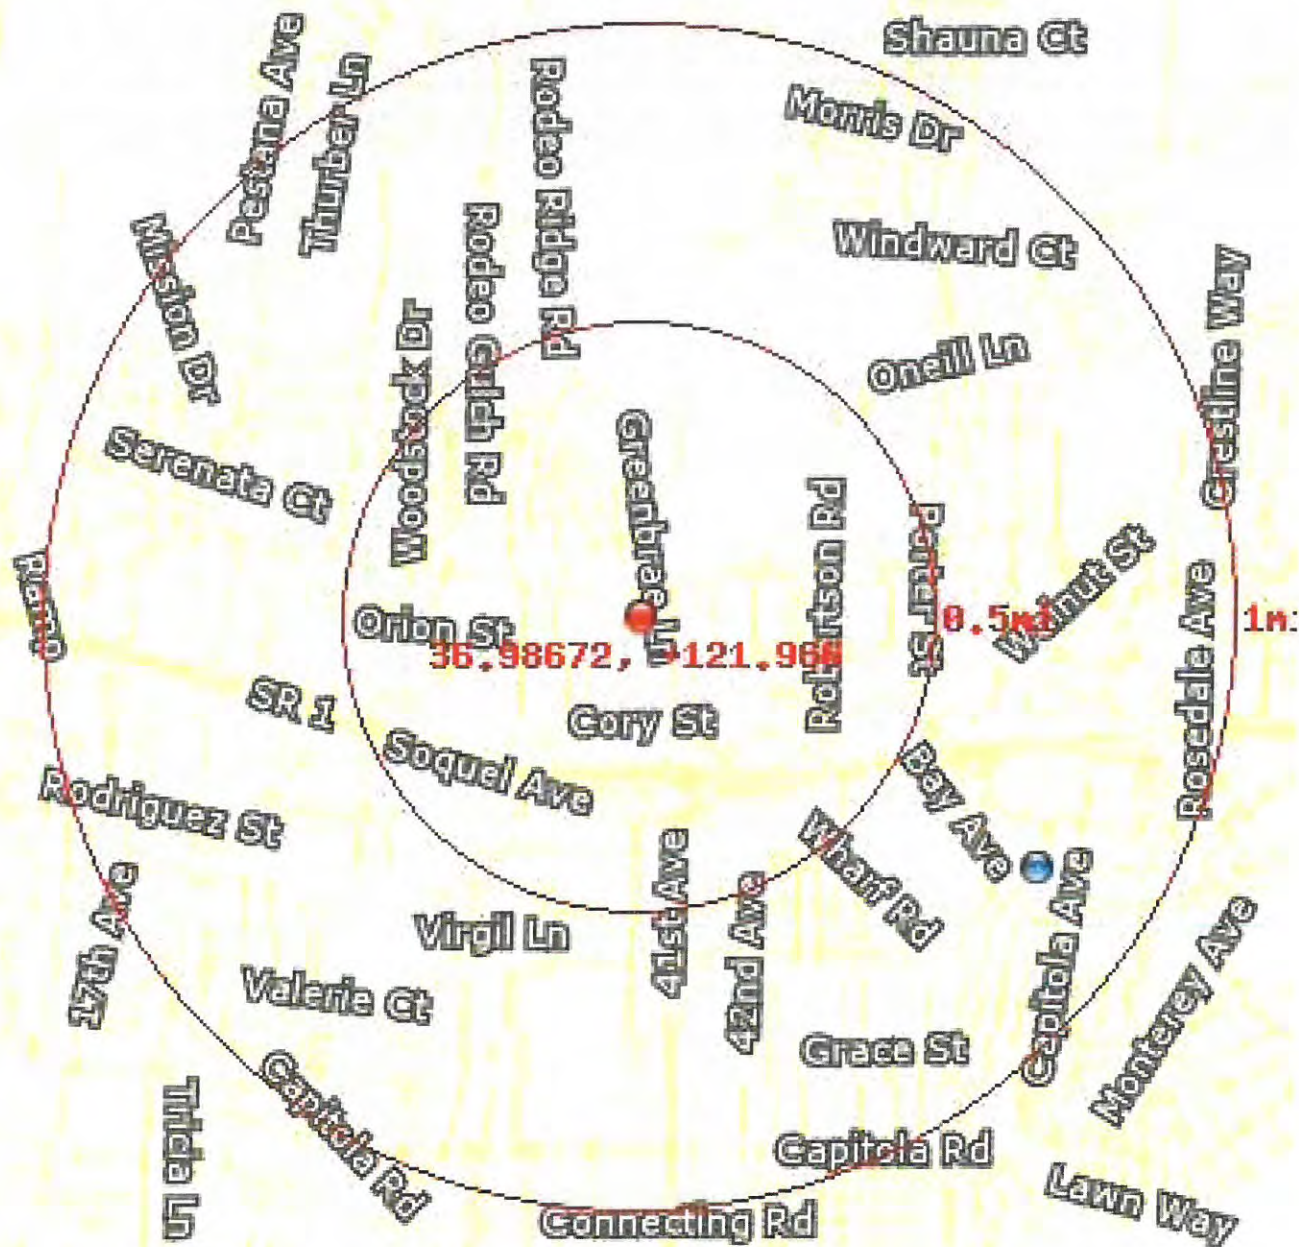 Shauna Ct
Pestana Ave
Thurber Ln
Rodeo Ridge Rd
Morris Dr
Mission Dr
Rodeo Gulch Rd
Windward Ct
Crestline Way
Woodstock Dr
Oneill Ln
Serenata Ct
Greenbrae Ln
Robertson Rd
Porter St
Walnut St
Rosedale Ave
Orion St
0.5mi
36.98672,
SR 1
Cory St
Soquel Ave
Bay Ave
Rodriguez St
Wharf Rd
17th Ave
41st Ave
42nd Ave
Capitola Ave
Virgil Ln
Monterey Ave
Valerie Ct
Grace St
Capitola Rd
Tricia Ln
Capitola Rd
Lawn Way
Connecting Rd